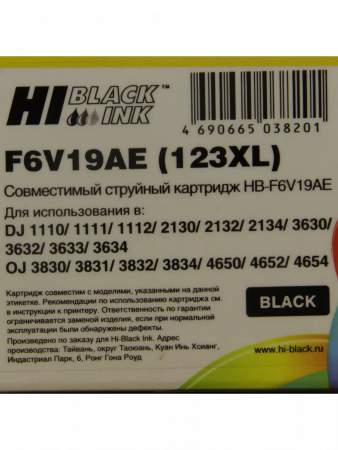 HI BLACK INK™
4 690665 038201
F6V19AE (123XL)
Совместимый струйный картридж HB-F6V19AE
Для использования в:
DJ 1110/ 1111/ 1112/ 2130/ 2132/ 2134/ 3630/
3632/ 3633/ 3634
OJ 3830/ 3831/ 3832/ 3834/ 4650/ 4652/ 4654
Картридж совместим с моделями, указанными на данной
этикетке. Рекомендации по использованию картриджа см.
в инструкции к принтеру. Ответственность по гарантии
ограничивается заменой изделия, если при нормальной
эксплуатации были обнаружены дефекты.
Произведено по заказу для Hi-Black Ink. Адрес
производства: Тайвань, округ Таоюань, Куан Инь Хсианг,
Индастриал Парк, 6, Ронг Гона Роуд
BLACK
www.hi-black.ru